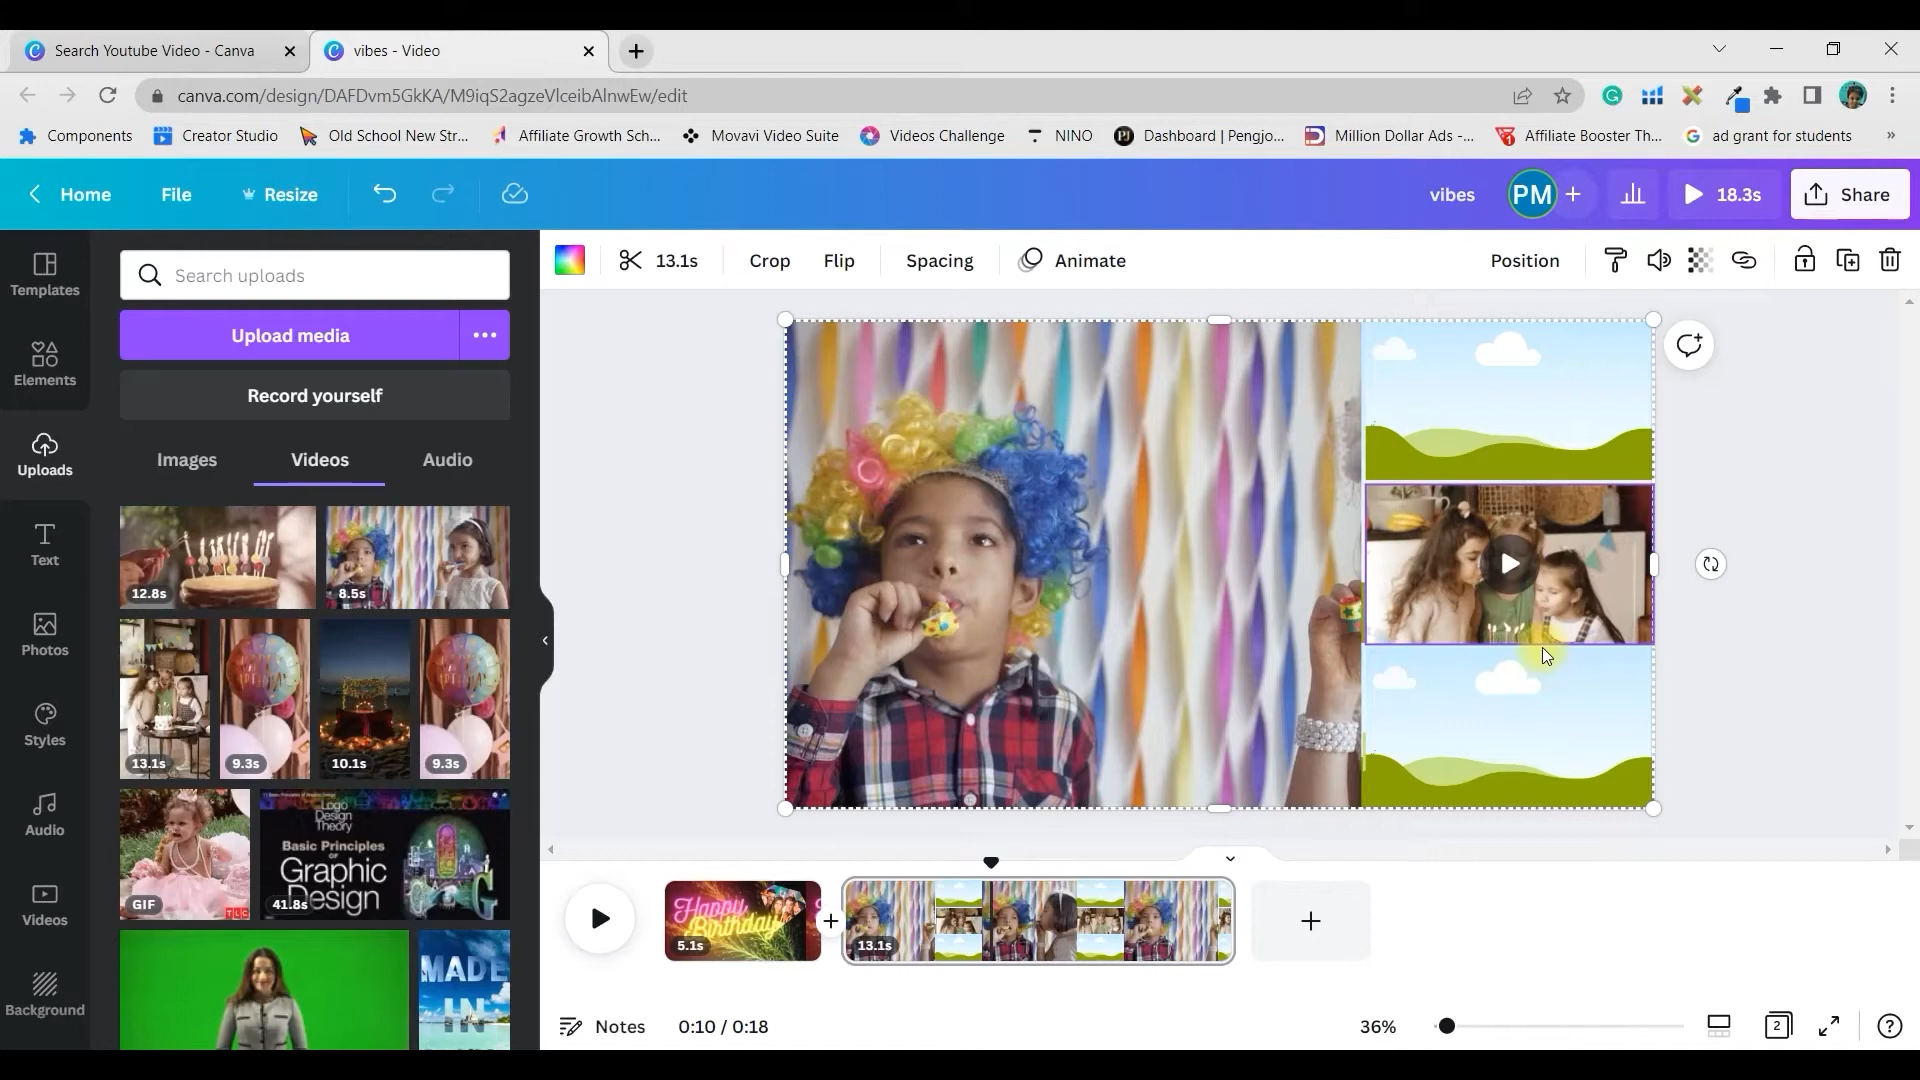 Search Youtube Video - Canva
vibes - Video
canva.com/design/DAFDvm5GkKA/M9iqS2agzeVlceibAlnwEw/edit
Components
Creator Studio
Old School New Str...
Affiliate Growth Sch...
Movavi Video Suite
Videos Challenge
NINO
Dashboard | Pengjo...
Million Dollar Ads -...
Affiliate Booster Th...
ad grant for students
»
Home
File
Resize
vibes
PM
+
18.3s
Share
Templates
Elements
Uploads
Text
Photos
Styles
Audio
Videos
Background
Search uploads
Upload media
Record yourself
Images
Videos
Audio
12.8s
8.5s
13.1s
9.3s
10.1s
9.3s
GIF
TLC
Logo
Design
Theory
Basic Principles
of
Graphic
Design
41.8s
MADE
IN
13.1s
Crop
Flip
Spacing
Animate
Position
Happy
Birthday
5.1s
13.1s
Notes
0:10 / 0:18
36%
2